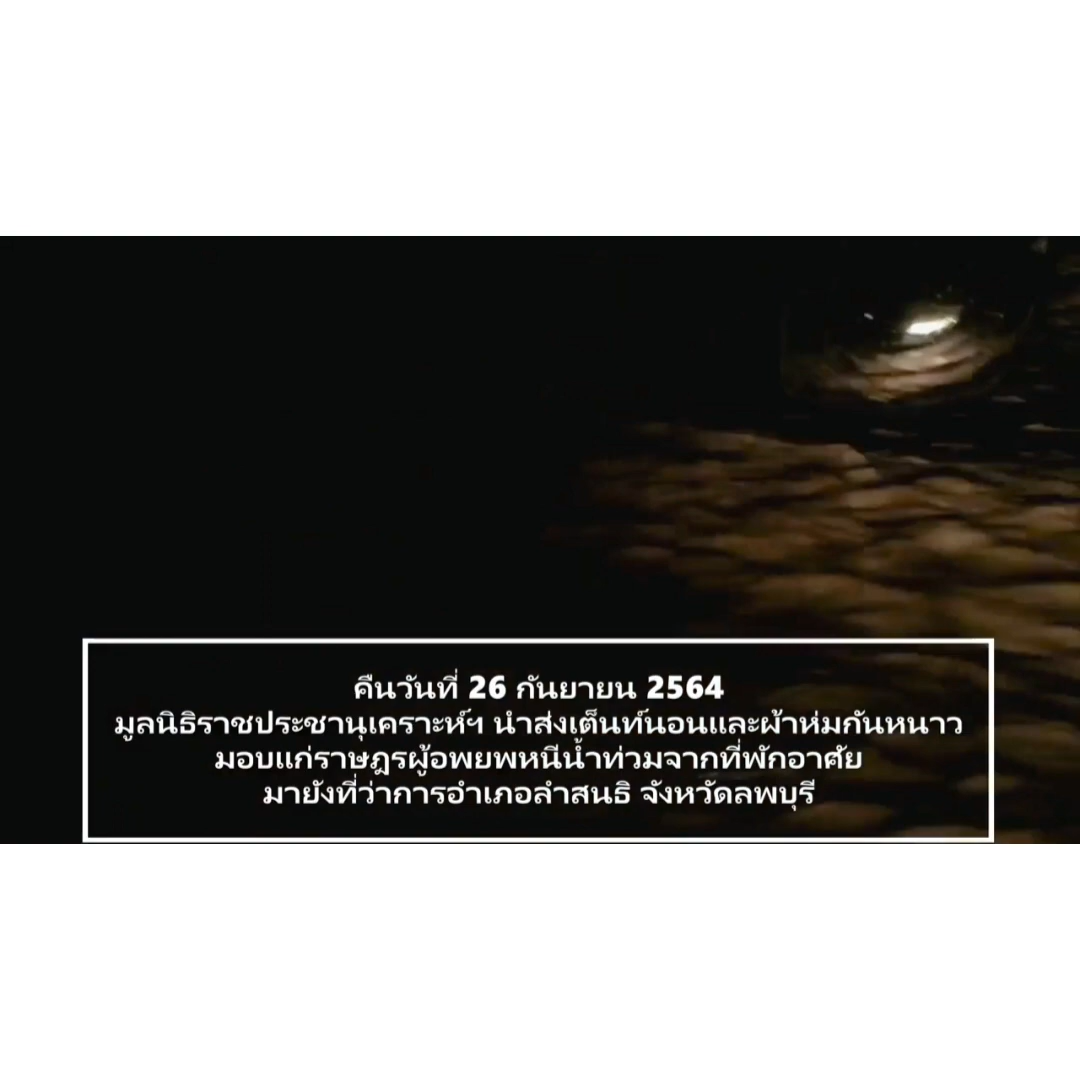 คืนวันที่ 26 กันยายน 2564
มูลนิธิราชประชานุเคราะห์ฯ นำส่งเต็นท์นอนและผ้าห่มกันหนาว
มอบแก่ราษฎรผู้อพยพหนีน้ำท่วมจากที่พักอาศัย
มายังที่ว่าการอำเภอลำสนธิ จังหวัดลพบุรี